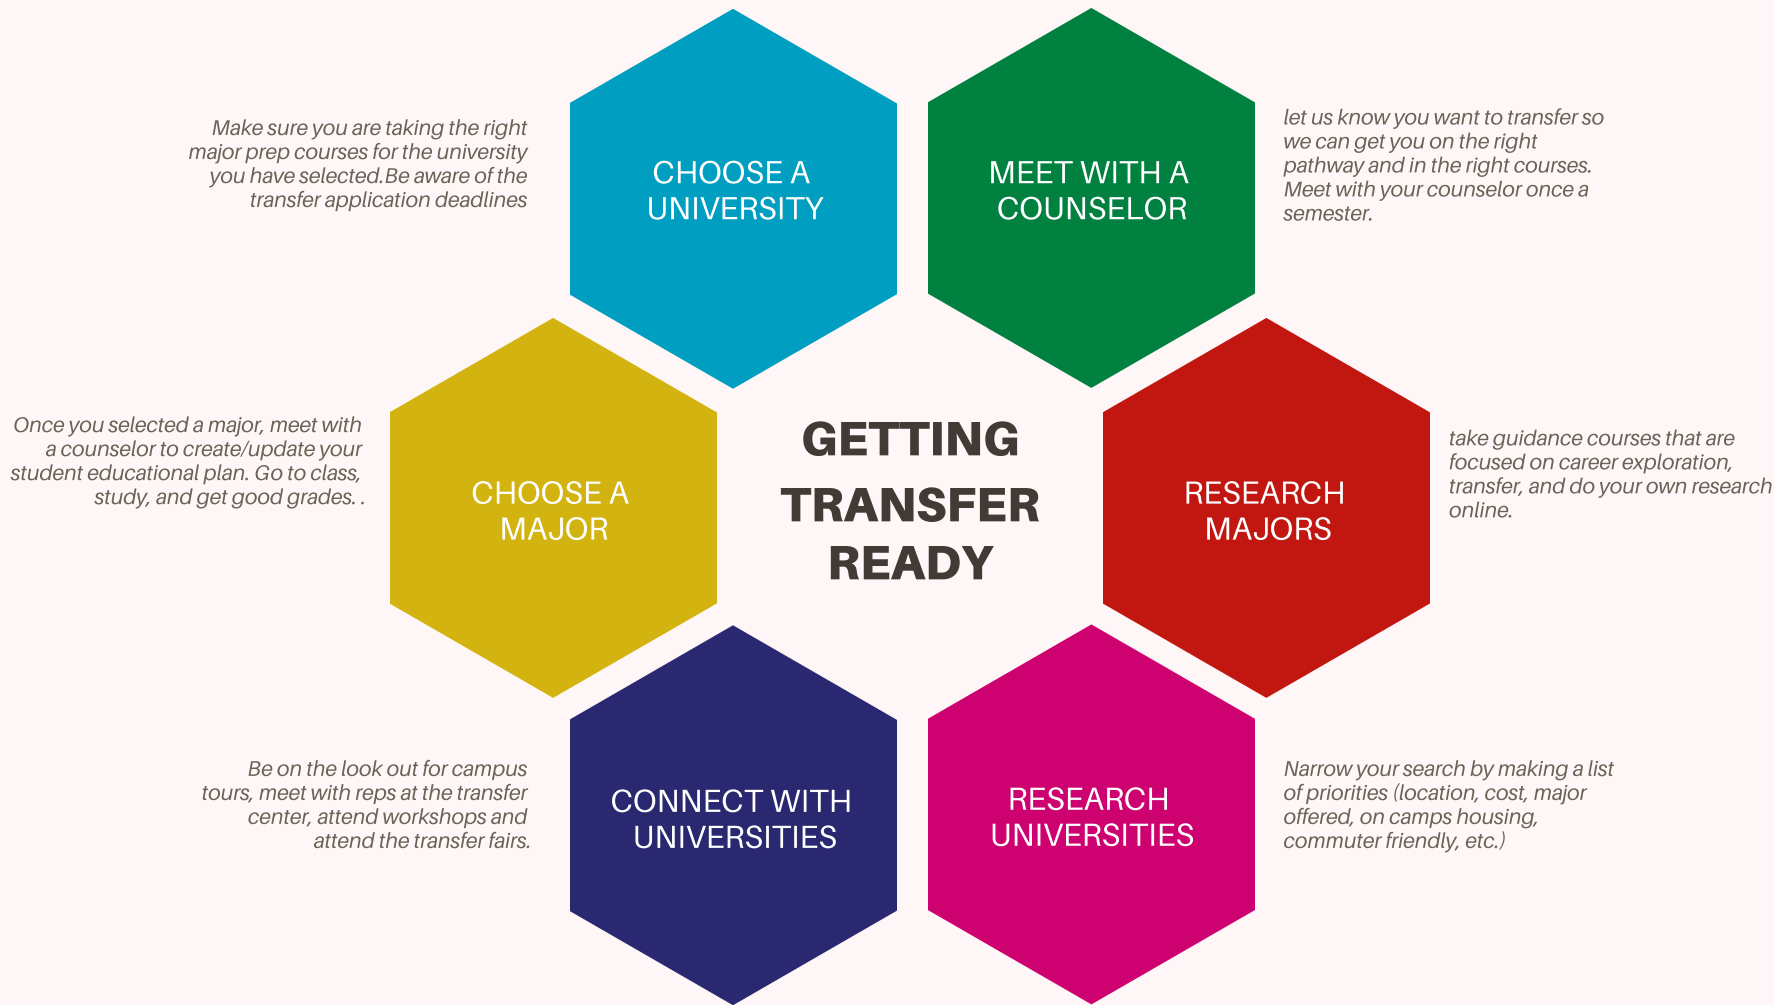 Make sure you are taking the right
major prep courses for the university
you have selected.Be aware of the
transfer application deadlines
CHOOSE A
UNIVERSITY
MEET WITH A
COUNSELOR
let us know you want to transfer so
we can get you on the right
pathway and in the right courses.
Meet with your counselor once a
semester.
Once you selected a major, meet with
a counselor to create/update your
student educational plan. Go to class,
study, and get good grades. .
CHOOSE A
MAJOR
GETTING
TRANSFER
READY
RESEARCH
MAJORS
take guidance courses that are
focused on career exploration,
transfer, and do your own research
online.
Be on the look out for campus
tours, meet with reps at the transfer
center, attend workshops and
attend the transfer fairs.
CONNECT WITH
UNIVERSITIES
RESEARCH
UNIVERSITIES
Narrow your search by making a list
of priorities (location, cost, major
offered, on camps housing,
commuter friendly, etc.)